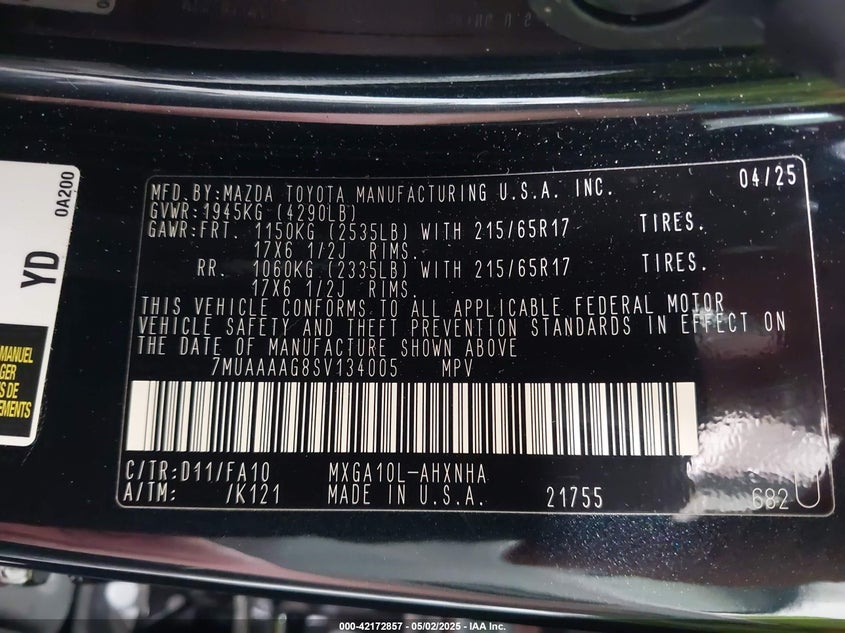 MFD.BY:MAZDA TOYOTA MANUFACTURING U.S.A. INC. 04/25
GVWR:1945KG (4290LB)
GAWR:FRT. 1150KG (2535LB) WITH 215/65R17 TIRES.
17X6 1/2J RIMS.
RR. 1060KG (2335LB) WITH 215/65R17 TIRES.
17X6 1/2J RIMS.
THIS VEHICLE CONFORMS TO ALL APPLICABLE FEDERAL MOTOR
VEHICLE SAFETY AND THEFT PREVENTION STANDARDS IN EFFECT ON
THE DATE OF MANUFACTURE SHOWN ABOVE
7MUAAAAG8SV134005 MPV
C/TR:D11/FA10 MXGA10L-AHXNHA
A/TM: /K121 MADE IN U.S.A. 21755 682
YD
0A200
MANUEL
GER
S DE
EMENTS
000-42172857 - 05/02/2025 - IAA Inc.